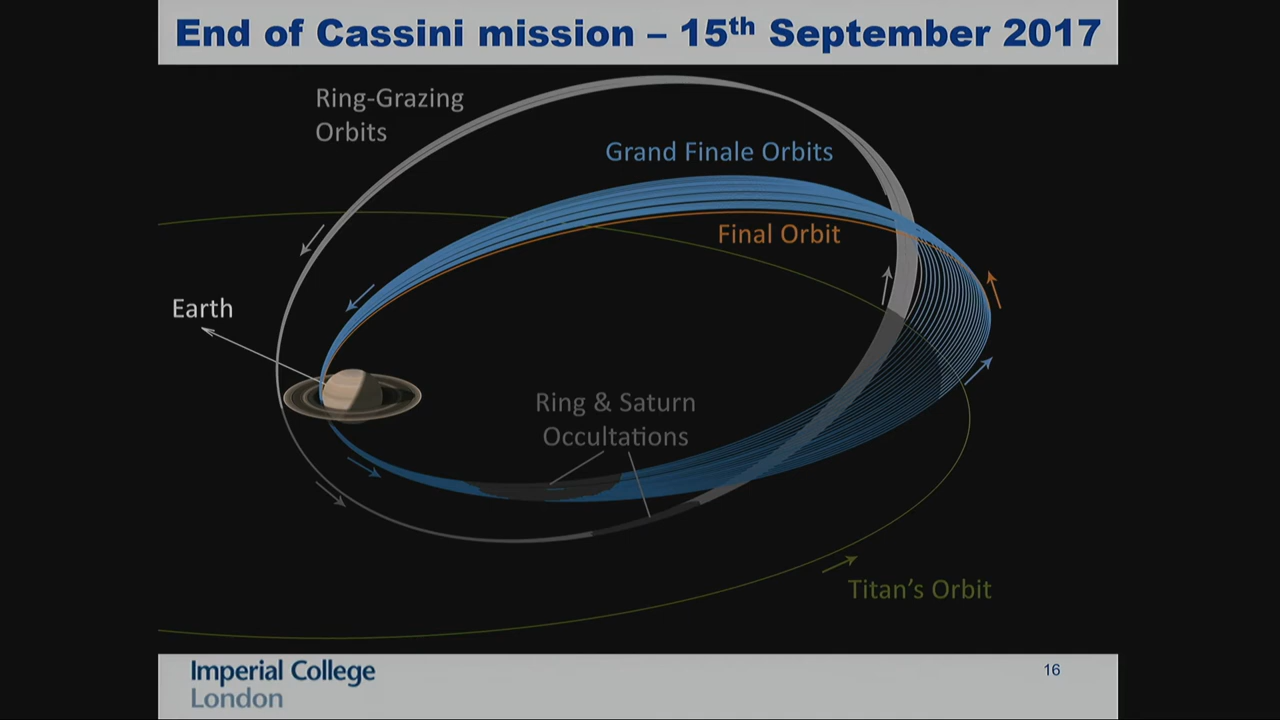 End of Cassini mission – 15th September 2017
Ring-Grazing
Orbits
Grand Finale Orbits
Final Orbit
Earth
Ring & Saturn
Occultations
Titan’s Orbit
Imperial College
London
16